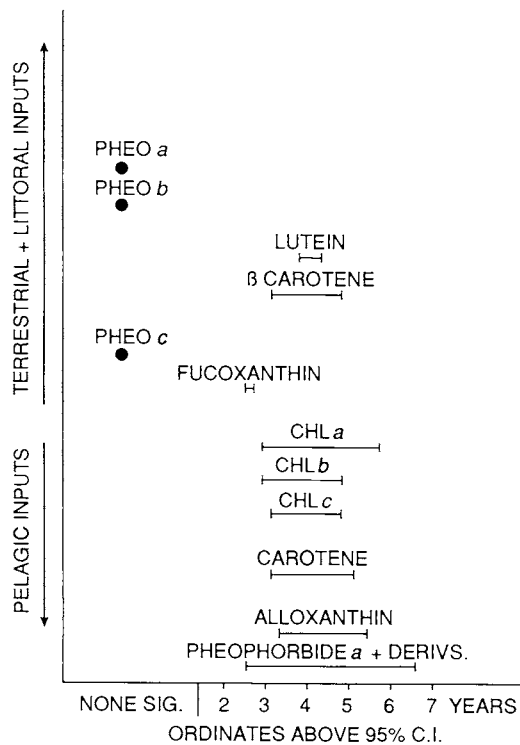 TERRESTRIAL + LITTORAL INPUTS
PELAGIC INPUTS
PHEO a
PHEO b
LUTEIN
β CAROTENE
PHEO c
FUCOXANTHIN
CHL a
CHL b
CHL c
CAROTENE
ALLOXANTHIN
PHEOPHORBIDE a + DERIVS.
NONE SIG. 2 3 4 5 6 7 YEARS
ORDINATES ABOVE 95% C.I.